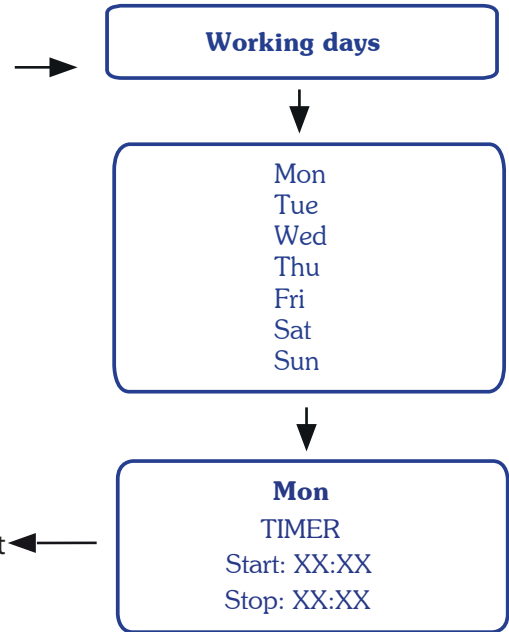 Working days
Mon
Tue
Wed
Thu
Fri
Sat
Sun
Mon
TIMER
Start: XX:XX
Stop: XX:XX